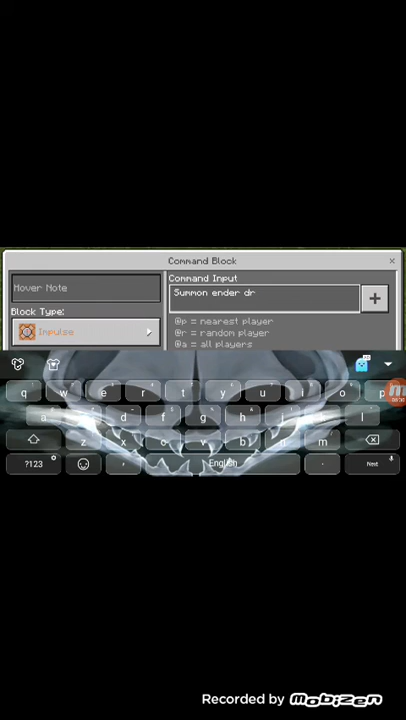 Command Block
×
Hover Note
Command Input
Summon ender dr
+
Block Type:
Impulse
@p = nearest player
@r = random player
@a = all players
q w e r t y u i o p
a d f g h j l
z x c v b n m
?123 , English . Next
Recorded by MOBIZEN